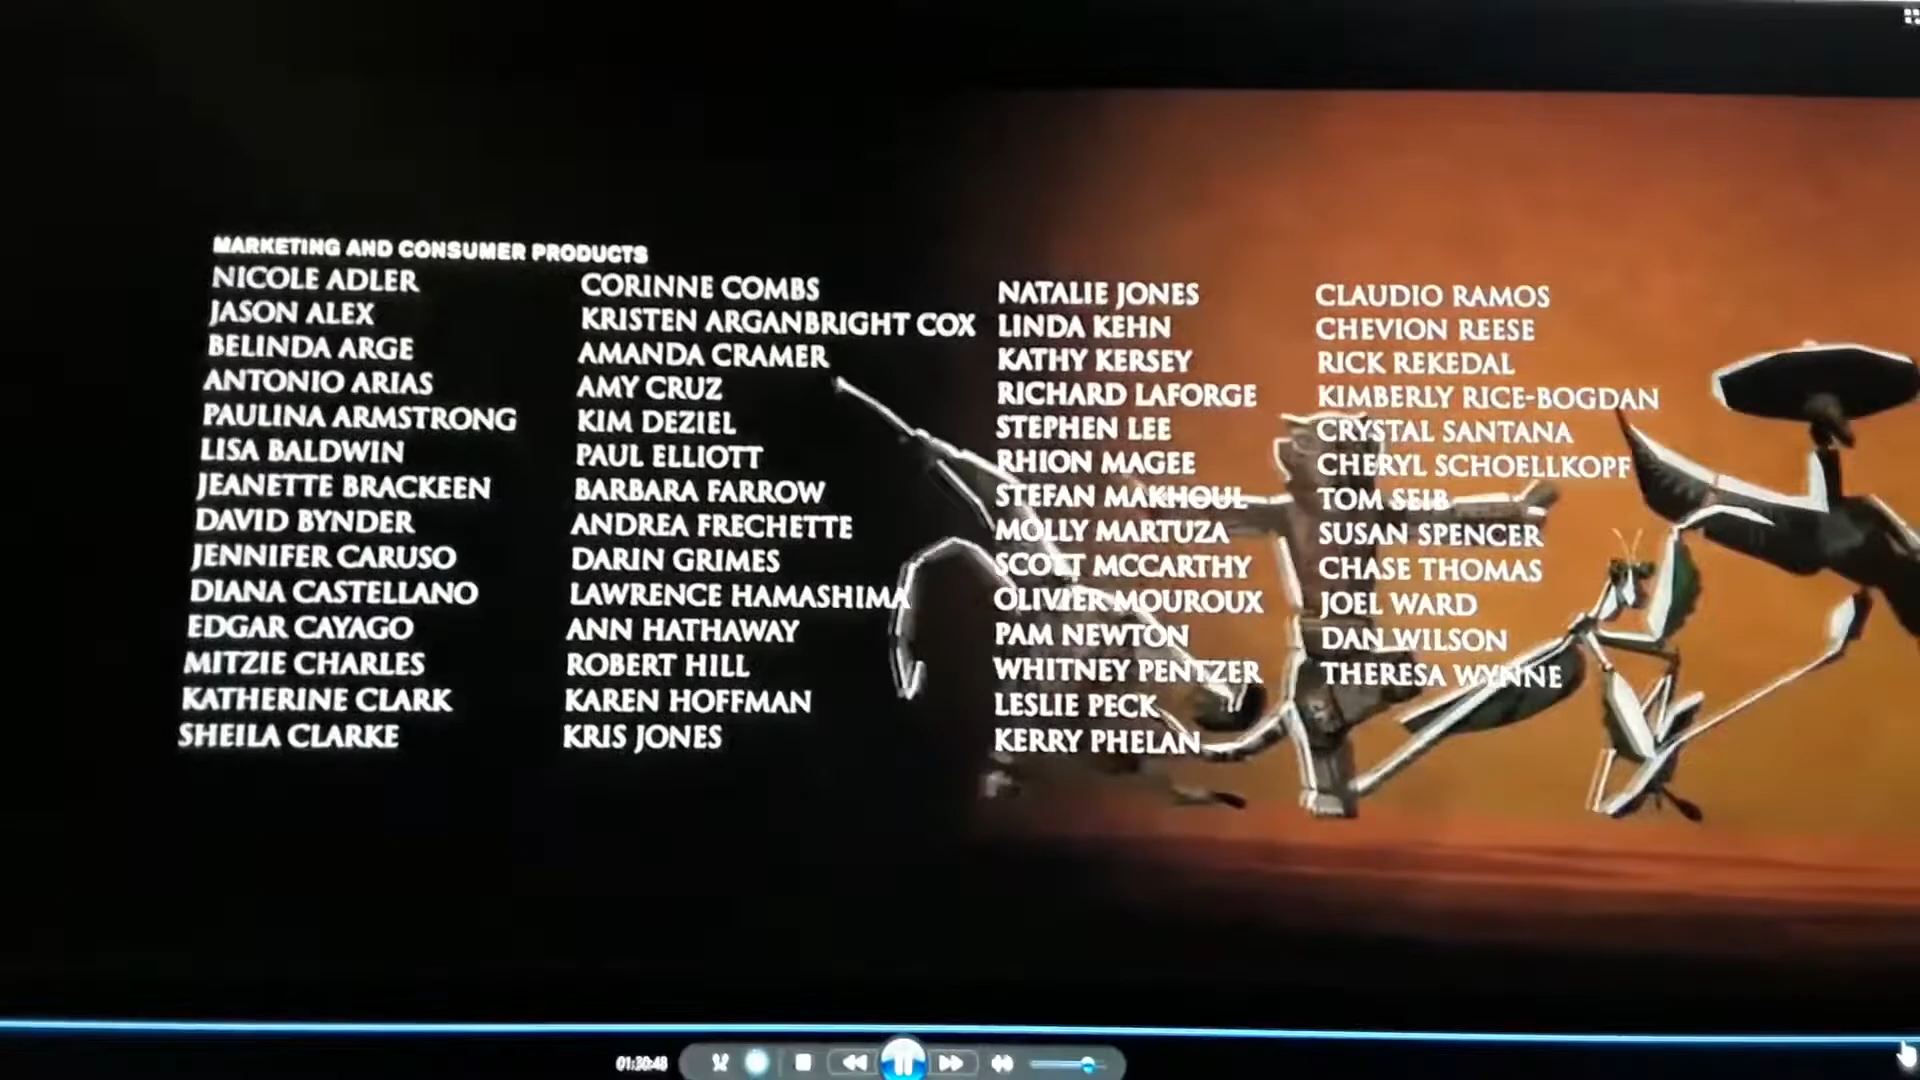 MARKETING AND CONSUMER PRODUCTS
NICOLE ADLER
JASON ALEX
BELINDA ARGE
ANTONIO ARIAS
PAULINA ARMSTRONG
LISA BALDWIN
JEANETTE BRACKEEN
DAVID BYNDER
JENNIFER CARUSO
DIANA CASTELLANO
EDGAR CAYAGO
MITZIE CHARLES
KATHERINE CLARK
SHEILA CLARKE
CORINNE COMBS
KRISTEN ARGANBRIGHT COX
AMANDA CRAMER
AMY CRUZ
KIM DEZIEL
PAUL ELLIOTT
BARBARA FARROW
ANDREA FRECHETTE
DARIN GRIMES
LAWRENCE HAMASHIMA
ANN HATHAWAY
ROBERT HILL
KAREN HOFFMAN
KRIS JONES
NATALIE JONES
LINDA KEHN
KATHY KERSEY
RICHARD LAFORGE
STEPHEN LEE
RHION MAGEE
STEFAN MAKHOUL
MOLLY MARTUZA
SCOTT MCCARTHY
OLIVIER MOUROUX
PAM NEWTON
WHITNEY PENTZER
LESLIE PECK
KERRY PHELAN
CLAUDIO RAMOS
CHEVION REESE
RICK REKEDAL
KIMBERLY RICE-BOGDAN
CRYSTAL SANTANA
CHERYL SCHOELLKOPF
TOM SEIB
SUSAN SPENCER
CHASE THOMAS
JOEL WARD
DAN WILSON
THERESA WYNNE
01:30:48